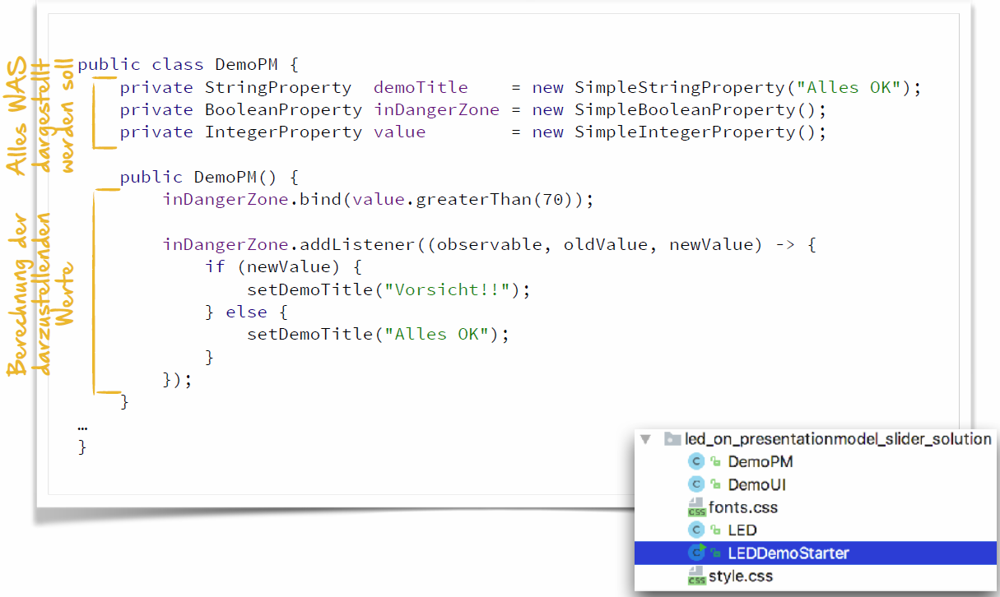 Alles WAS
dargestellt
werden soll
public class DemoPM {
    private StringProperty  demoTitle    = new SimpleStringProperty("Alles OK");
    private BooleanProperty inDangerZone = new SimpleBooleanProperty();
    private IntegerProperty value        = new SimpleIntegerProperty();
Berechnung der
darzustellenden
Werte
    public DemoPM() {
        inDangerZone.bind(value.greaterThan(70));
        inDangerZone.addListener((observable, oldValue, newValue) -> {
            if (newValue) {
                setDemoTitle("Vorsicht!!");
            } else {
                setDemoTitle("Alles OK");
            }
        });
    }
…
}
led_on_presentationmodel_slider_solution
C DemoPM
C DemoUI
CSS fonts.css
C LED
C LEDDemoStarter
CSS style.css